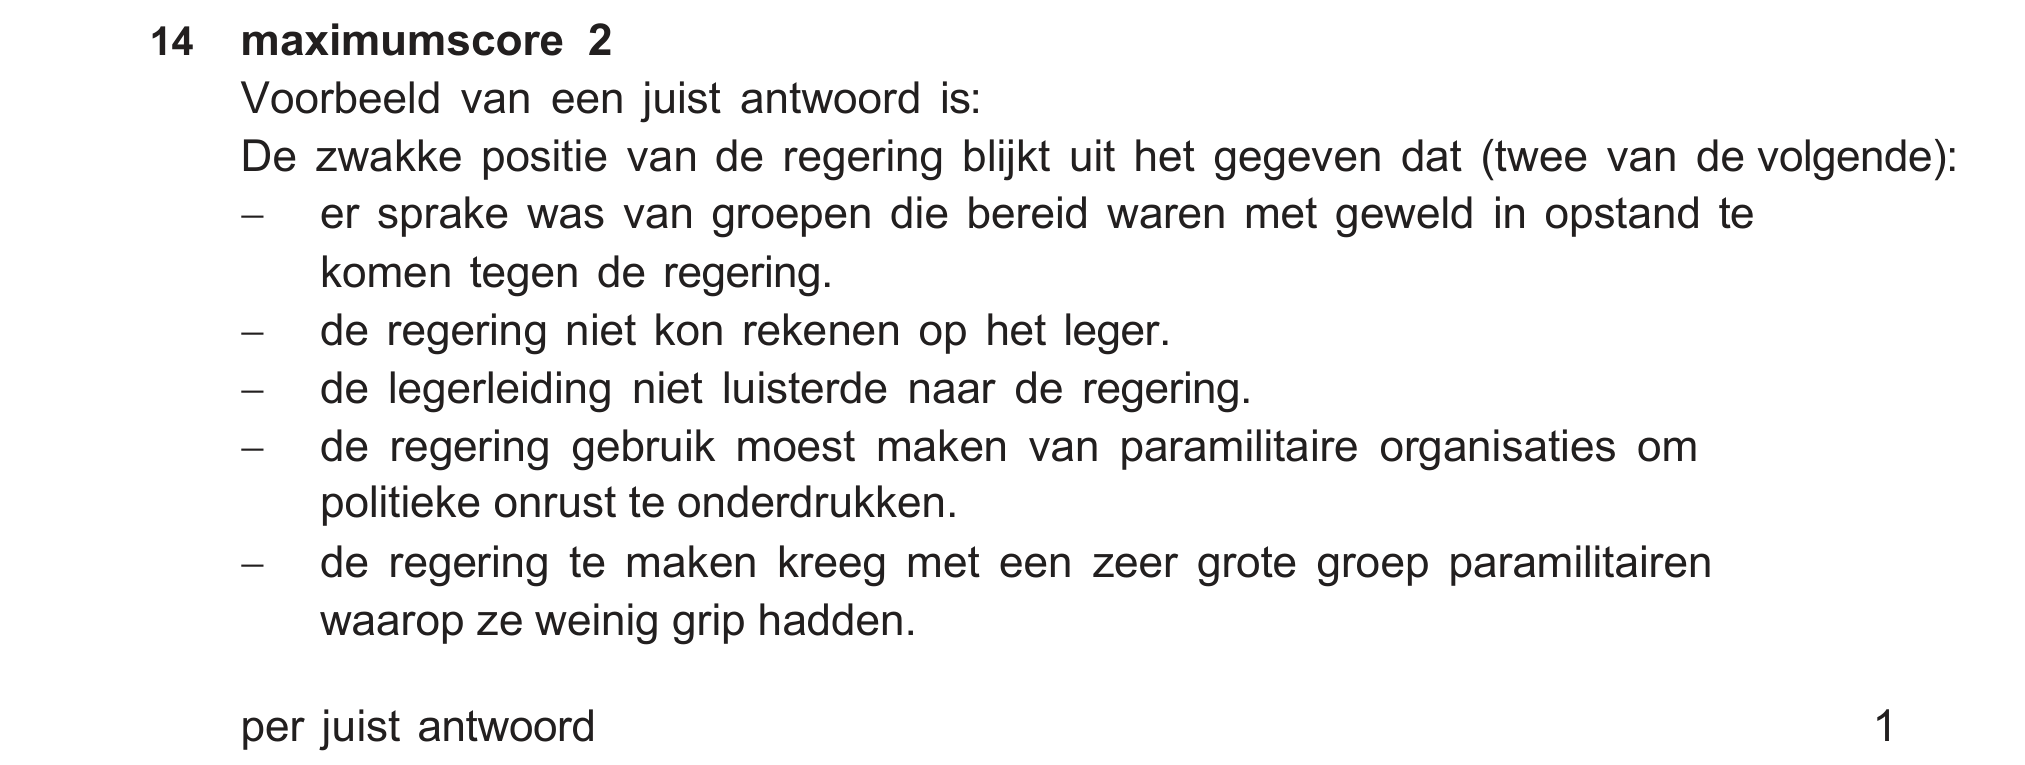 14 maximumscore 2
Voorbeeld van een juist antwoord is:
De zwakke positie van de regering blijkt uit het gegeven dat (twee van de volgende):
– er sprake was van groepen die bereid waren met geweld in opstand te
komen tegen de regering.
– de regering niet kon rekenen op het leger.
– de legerleiding niet luisterde naar de regering.
– de regering gebruik moest maken van paramilitaire organisaties om
politieke onrust te onderdrukken.
– de regering te maken kreeg met een zeer grote groep paramilitairen
waarop ze weinig grip hadden.
per juist antwoord 1